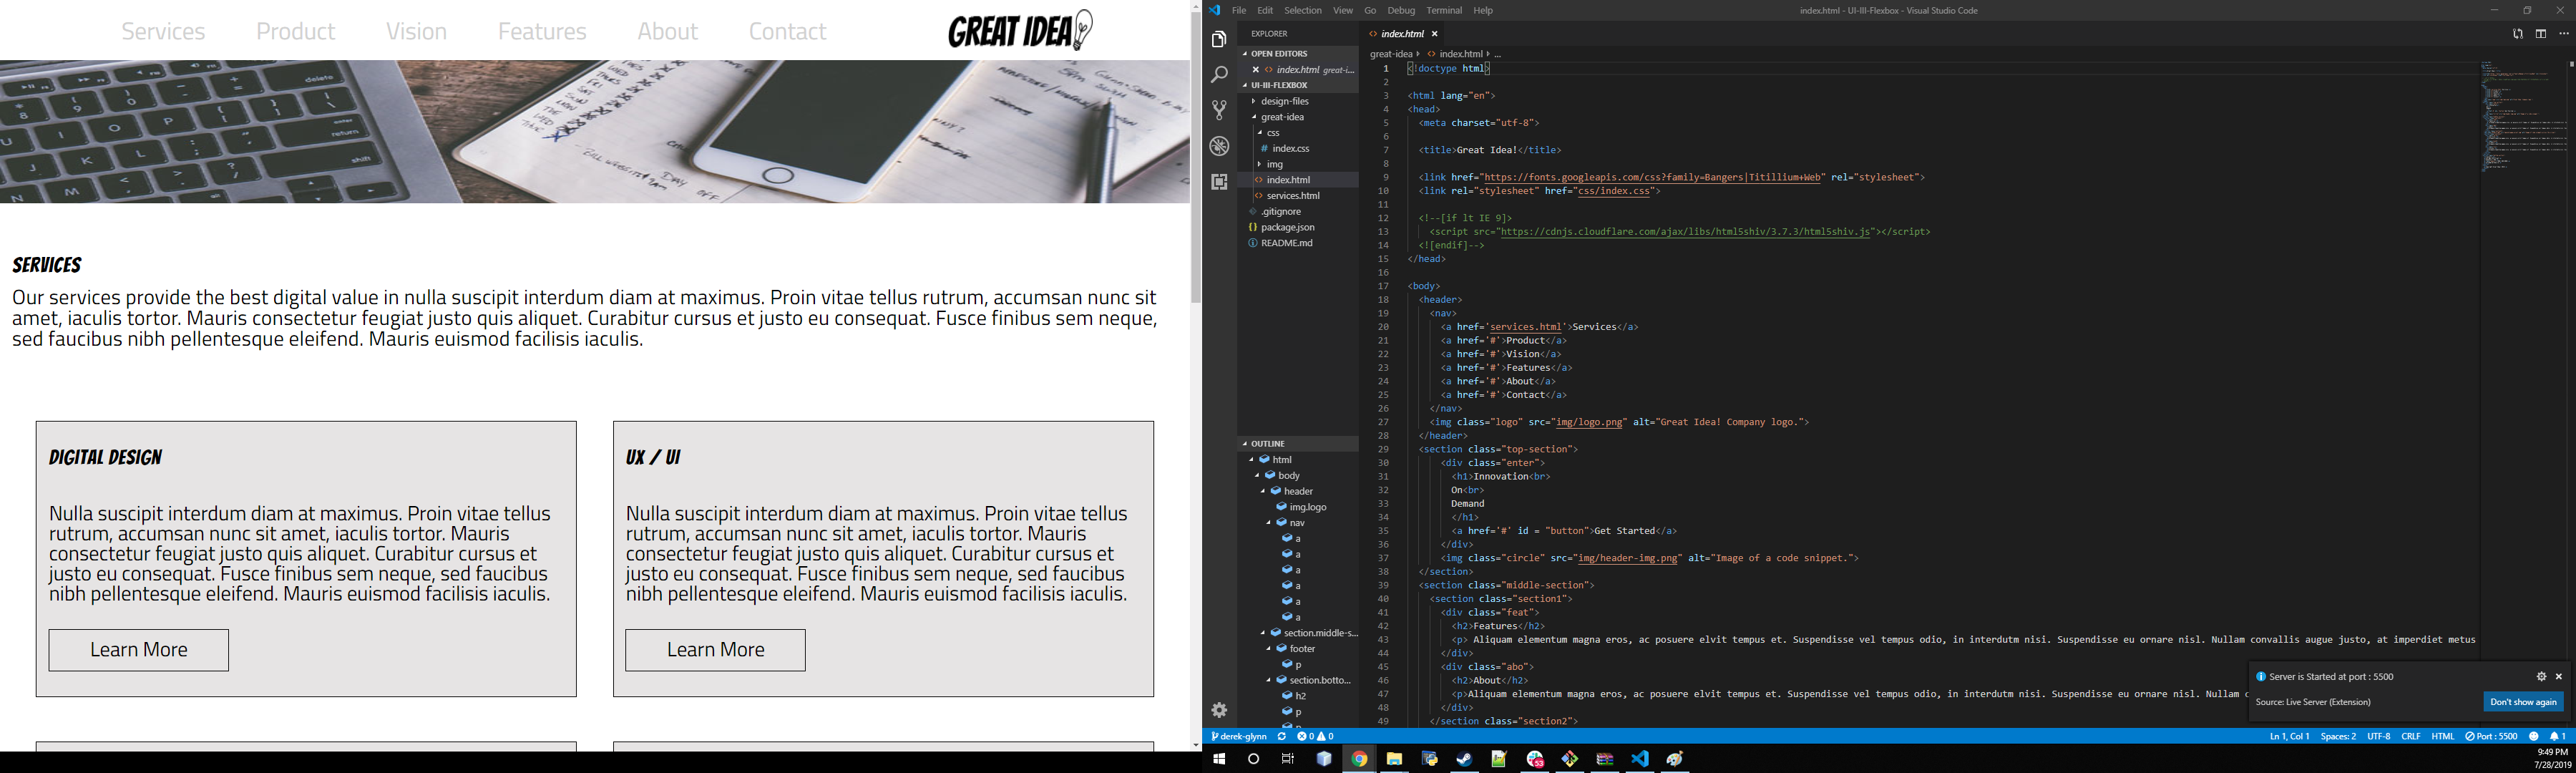 Services Product Vision Features About Contact GREAT IDEA
SERVICES
Our services provide the best digital value in nulla suscipit interdum diam at maximus. Proin vitae tellus rutrum, accumsan nunc sit
amet, iaculis tortor. Mauris consectetur feugiat justo quis aliquet. Curabitur cursus et justo eu consequat. Fusce finibus sem neque,
sed faucibus nibh pellentesque eleifend. Mauris euismod facilisis iaculis.
DIGITAL DESIGN
Nulla suscipit interdum diam at maximus. Proin vitae tellus
rutrum, accumsan nunc sit amet, iaculis tortor. Mauris
consectetur feugiat justo quis aliquet. Curabitur cursus et
justo eu consequat. Fusce finibus sem neque, sed faucibus
nibh pellentesque eleifend. Mauris euismod facilisis iaculis.
Learn More
UX / UI
Nulla suscipit interdum diam at maximus. Proin vitae tellus
rutrum, accumsan nunc sit amet, iaculis tortor. Mauris
consectetur feugiat justo quis aliquet. Curabitur cursus et
justo eu consequat. Fusce finibus sem neque, sed faucibus
nibh pellentesque eleifend. Mauris euismod facilisis iaculis.
Learn More
File Edit Selection View Go Debug Terminal Help index.html - UI-III-Flexbox - Visual Studio Code
EXPLORER
OPEN EDITORS
index.html great-i...
UI-III-FLEXBOX
design-files
great-idea
css
# index.css
img
index.html
services.html
.gitignore
package.json
README.md
OUTLINE
html
body
header
img.logo
nav
a
a
a
a
a
a
section.middle-s...
footer
p
section.botto...
h2
p
index.html
great-idea index.html ...
1 <!doctype html>
2
3 <html lang="en">
4 <head>
5 <meta charset="utf-8">
6
7 <title>Great Idea!</title>
8
9 <link href="https://fonts.googleapis.com/css?family=Bangers|Titillium+Web" rel="stylesheet">
10 <link rel="stylesheet" href="css/index.css">
11
12 <!--[if lt IE 9]>
13 <script src="https://cdnjs.cloudflare.com/ajax/libs/html5shiv/3.7.3/html5shiv.js"></script>
14 <![endif]-->
15 </head>
16
17 <body>
18 <header>
19 <nav>
20 <a href='services.html'>Services</a>
21 <a href='#'>Product</a>
22 <a href='#'>Vision</a>
23 <a href='#'>Features</a>
24 <a href='#'>About</a>
25 <a href='#'>Contact</a>
26 </nav>
27 <img class="logo" src="img/logo.png" alt="Great Idea! Company logo.">
28 </header>
29 <section class="top-section">
30 <div class="enter">
31 <h1>Innovation<br>
32 On<br>
33 Demand
34 </h1>
35 <a href='#' id = "button">Get Started</a>
36 </div>
37 <img class="circle" src="img/header-img.png" alt="Image of a code snippet.">
38 </section>
39 <section class="middle-section">
40 <section class="section1">
41 <div class="feat">
42 <h2>Features</h2>
43 <p> Aliquam elementum magna eros, ac posuere elvit tempus et. Suspendisse vel tempus odio, in interdutm nisi. Suspendisse eu ornare nisl. Nullam convallis augue justo, at imperdiet metus
44 </div>
45 <div class="abo">
46 <h2>About</h2>
47 <p>Aliquam elementum magna eros, ac posuere elvit tempus et. Suspendisse vel tempus odio, in interdutm nisi. Suspendisse eu ornare nisl. Nullam c
48 </div>
49 </section class="section2">
Server is Started at port : 5500
Source: Live Server (Extension) Don't show again
derek-glynn 0 0 Ln 1, Col 1 Spaces: 2 UTF-8 CRLF HTML Port : 5500 1
53
9:49 PM
7/28/2019